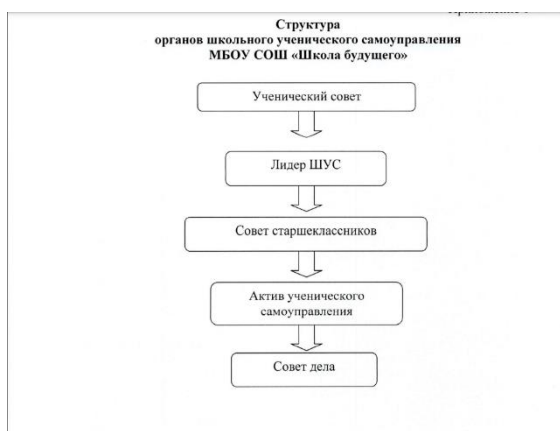 Структура
органов школьного ученического самоуправления
МБОУ СОШ «Школа будущего»
Ученический совет
Лидер ШУС
Совет старшеклассников
Актив ученического
самоуправления
Совет дела